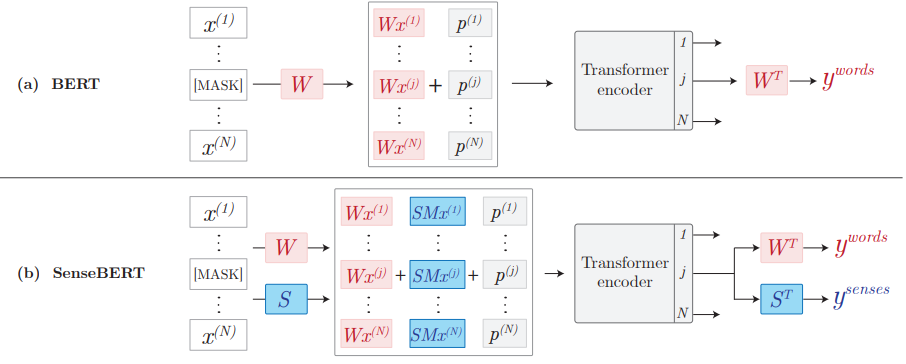 x^(1) Wx^(1) p^(1) 1
⋮ ⋮ ⋮
(a) BERT [MASK] W Wx^(j) + p^(j) Transformer encoder j W^T y^words
⋮ ⋮ ⋮
x^(N) Wx^(N) p^(N) N
x^(1) Wx^(1) SMx^(1) p^(1) 1
⋮ W ⋮ ⋮ ⋮ W^T y^words
(b) SenseBERT [MASK] Wx^(j) + SMx^(j) + p^(j) Transformer encoder j
⋮ S ⋮ ⋮ ⋮ S^T y^senses
x^(N) Wx^(N) SMx^(N) p^(N) N